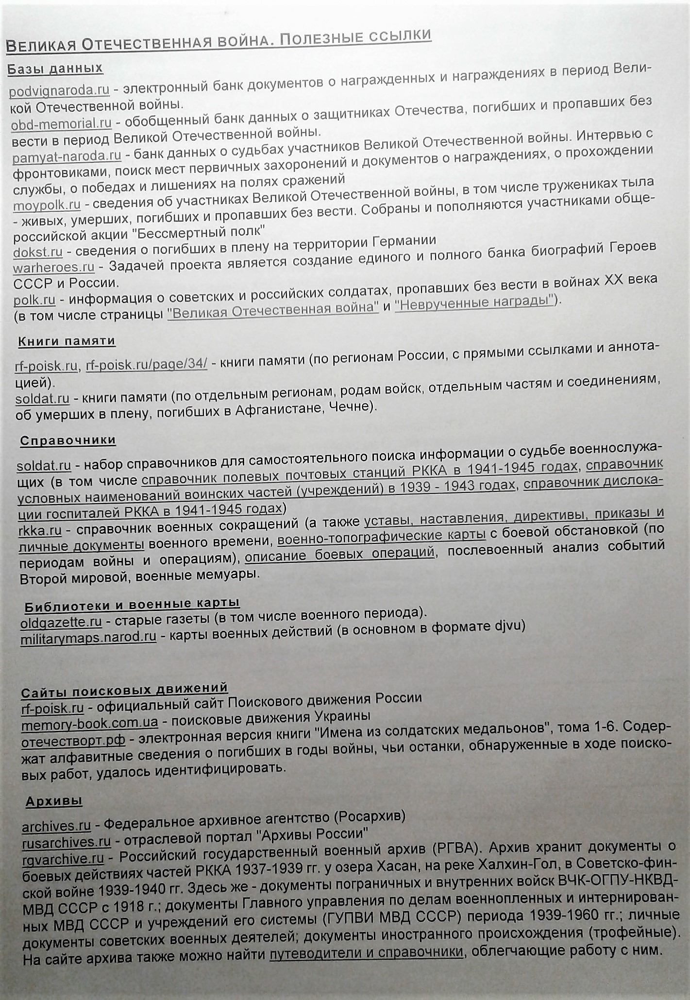 ВЕЛИКАЯ ОТЕЧЕСТВЕННАЯ ВОЙНА. ПОЛЕЗНЫЕ ССЫЛКИ
Базы данных
podvignaroda.ru - электронный банк документов о награжденных и награждениях в период Вели-
кой Отечественной войны.
obd-memorial.ru - обобщенный банк данных о защитниках Отечества, погибших и пропавших без
вести в период Великой Отечественной войны.
pamyat-naroda.ru - банк данных о судьбах участников Великой Отечественной войны. Интервью с
фронтовиками, поиск мест первичных захоронений и документов о награждениях, о прохождении
службы, о победах и лишениях на полях сражений
moypolk.ru - сведения об участниках Великой Отечественной войны, в том числе тружениках тыла
- живых, умерших, погибших и пропавших без вести. Собраны и пополняются участниками обще-
российской акции "Бессмертный полк"
dokst.ru - сведения о погибших в плену на территории Германии
warheroes.ru - Задачей проекта является создание единого и полного банка биографий Героев
СССР и России.
polk.ru - информация о советских и российских солдатах, пропавших без вести в войнах XX века
(в том числе страницы "Великая Отечественная война" и "Неврученные награды").
Книги памяти
rf-poisk.ru, rf-poisk.ru/page/34/ - книги памяти (по регионам России, с прямыми ссылками и аннота-
цией).
soldat.ru - книги памяти (по отдельным регионам, родам войск, отдельным частям и соединениям,
об умерших в плену, погибших в Афганистане, Чечне).
Справочники
soldat.ru - набор справочников для самостоятельного поиска информации о судьбе военнослужа-
щих (в том числе справочник полевых почтовых станций РККА в 1941-1945 годах, справочник
условных наименований воинских частей (учреждений) в 1939 - 1943 годах, справочник дислока-
ции госпиталей РККА в 1941-1945 годах)
rkka.ru - справочник военных сокращений (а также уставы, наставления, директивы, приказы и
личные документы военного времени, военно-топографические карты с боевой обстановкой (по
периодам войны и операциям), описание боевых операций, послевоенный анализ событий
Второй мировой, военные мемуары.
Библиотеки и военные карты
oldgazette.ru - старые газеты (в том числе военного периода).
militarymaps.narod.ru - карты военных действий (в основном в формате djvu)
Сайты поисковых движений
rf-poisk.ru - официальный сайт Поискового движения России
memory-book.com.ua - поисковые движения Украины
отечестворт.рф - электронная версия книги "Имена из солдатских медальонов", тома 1-6. Содер-
жат алфавитные сведения о погибших в годы войны, чьи останки, обнаруженные в ходе поиско-
вых работ, удалось идентифицировать.
Архивы
archives.ru - Федеральное архивное агентство (Росархив)
rusarchives.ru - отраслевой портал "Архивы России"
rgvarchive.ru - Российский государственный военный архив (РГВА). Архив хранит документы о
боевых действиях частей РККА 1937-1939 гг. у озера Хасан, на реке Халхин-Гол, в Советско-фин-
ской войне 1939-1940 гг. Здесь же - документы пограничных и внутренних войск ВЧК-ОГПУ-НКВД-
МВД СССР с 1918 г.; документы Главного управления по делам военнопленных и интернирован-
ных МВД СССР и учреждений его системы (ГУПВИ МВД СССР) периода 1939-1960 гг.; личные
документы советских военных деятелей; документы иностранного происхождения (трофейные).
На сайте архива также можно найти путеводители и справочники, облегчающие работу с ним.